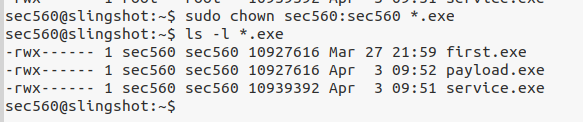 sec560@slingshot:~$ sudo chown sec560:sec560 *.exe
sec560@slingshot:~$ ls -l *.exe
-rwx------ 1 sec560 sec560 10927616 Mar 27 21:59 first.exe
-rwx------ 1 sec560 sec560 10927616 Apr  3 09:52 payload.exe
-rwx------ 1 sec560 sec560 10939392 Apr  3 09:51 service.exe
sec560@slingshot:~$